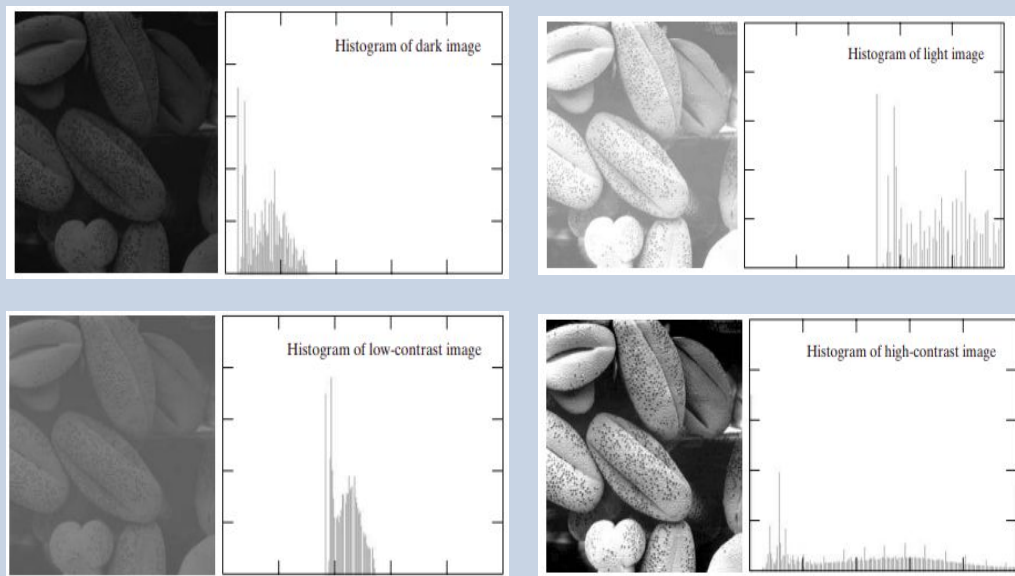 Histogram of dark image
Histogram of light image
Histogram of low-contrast image
Histogram of high-contrast image